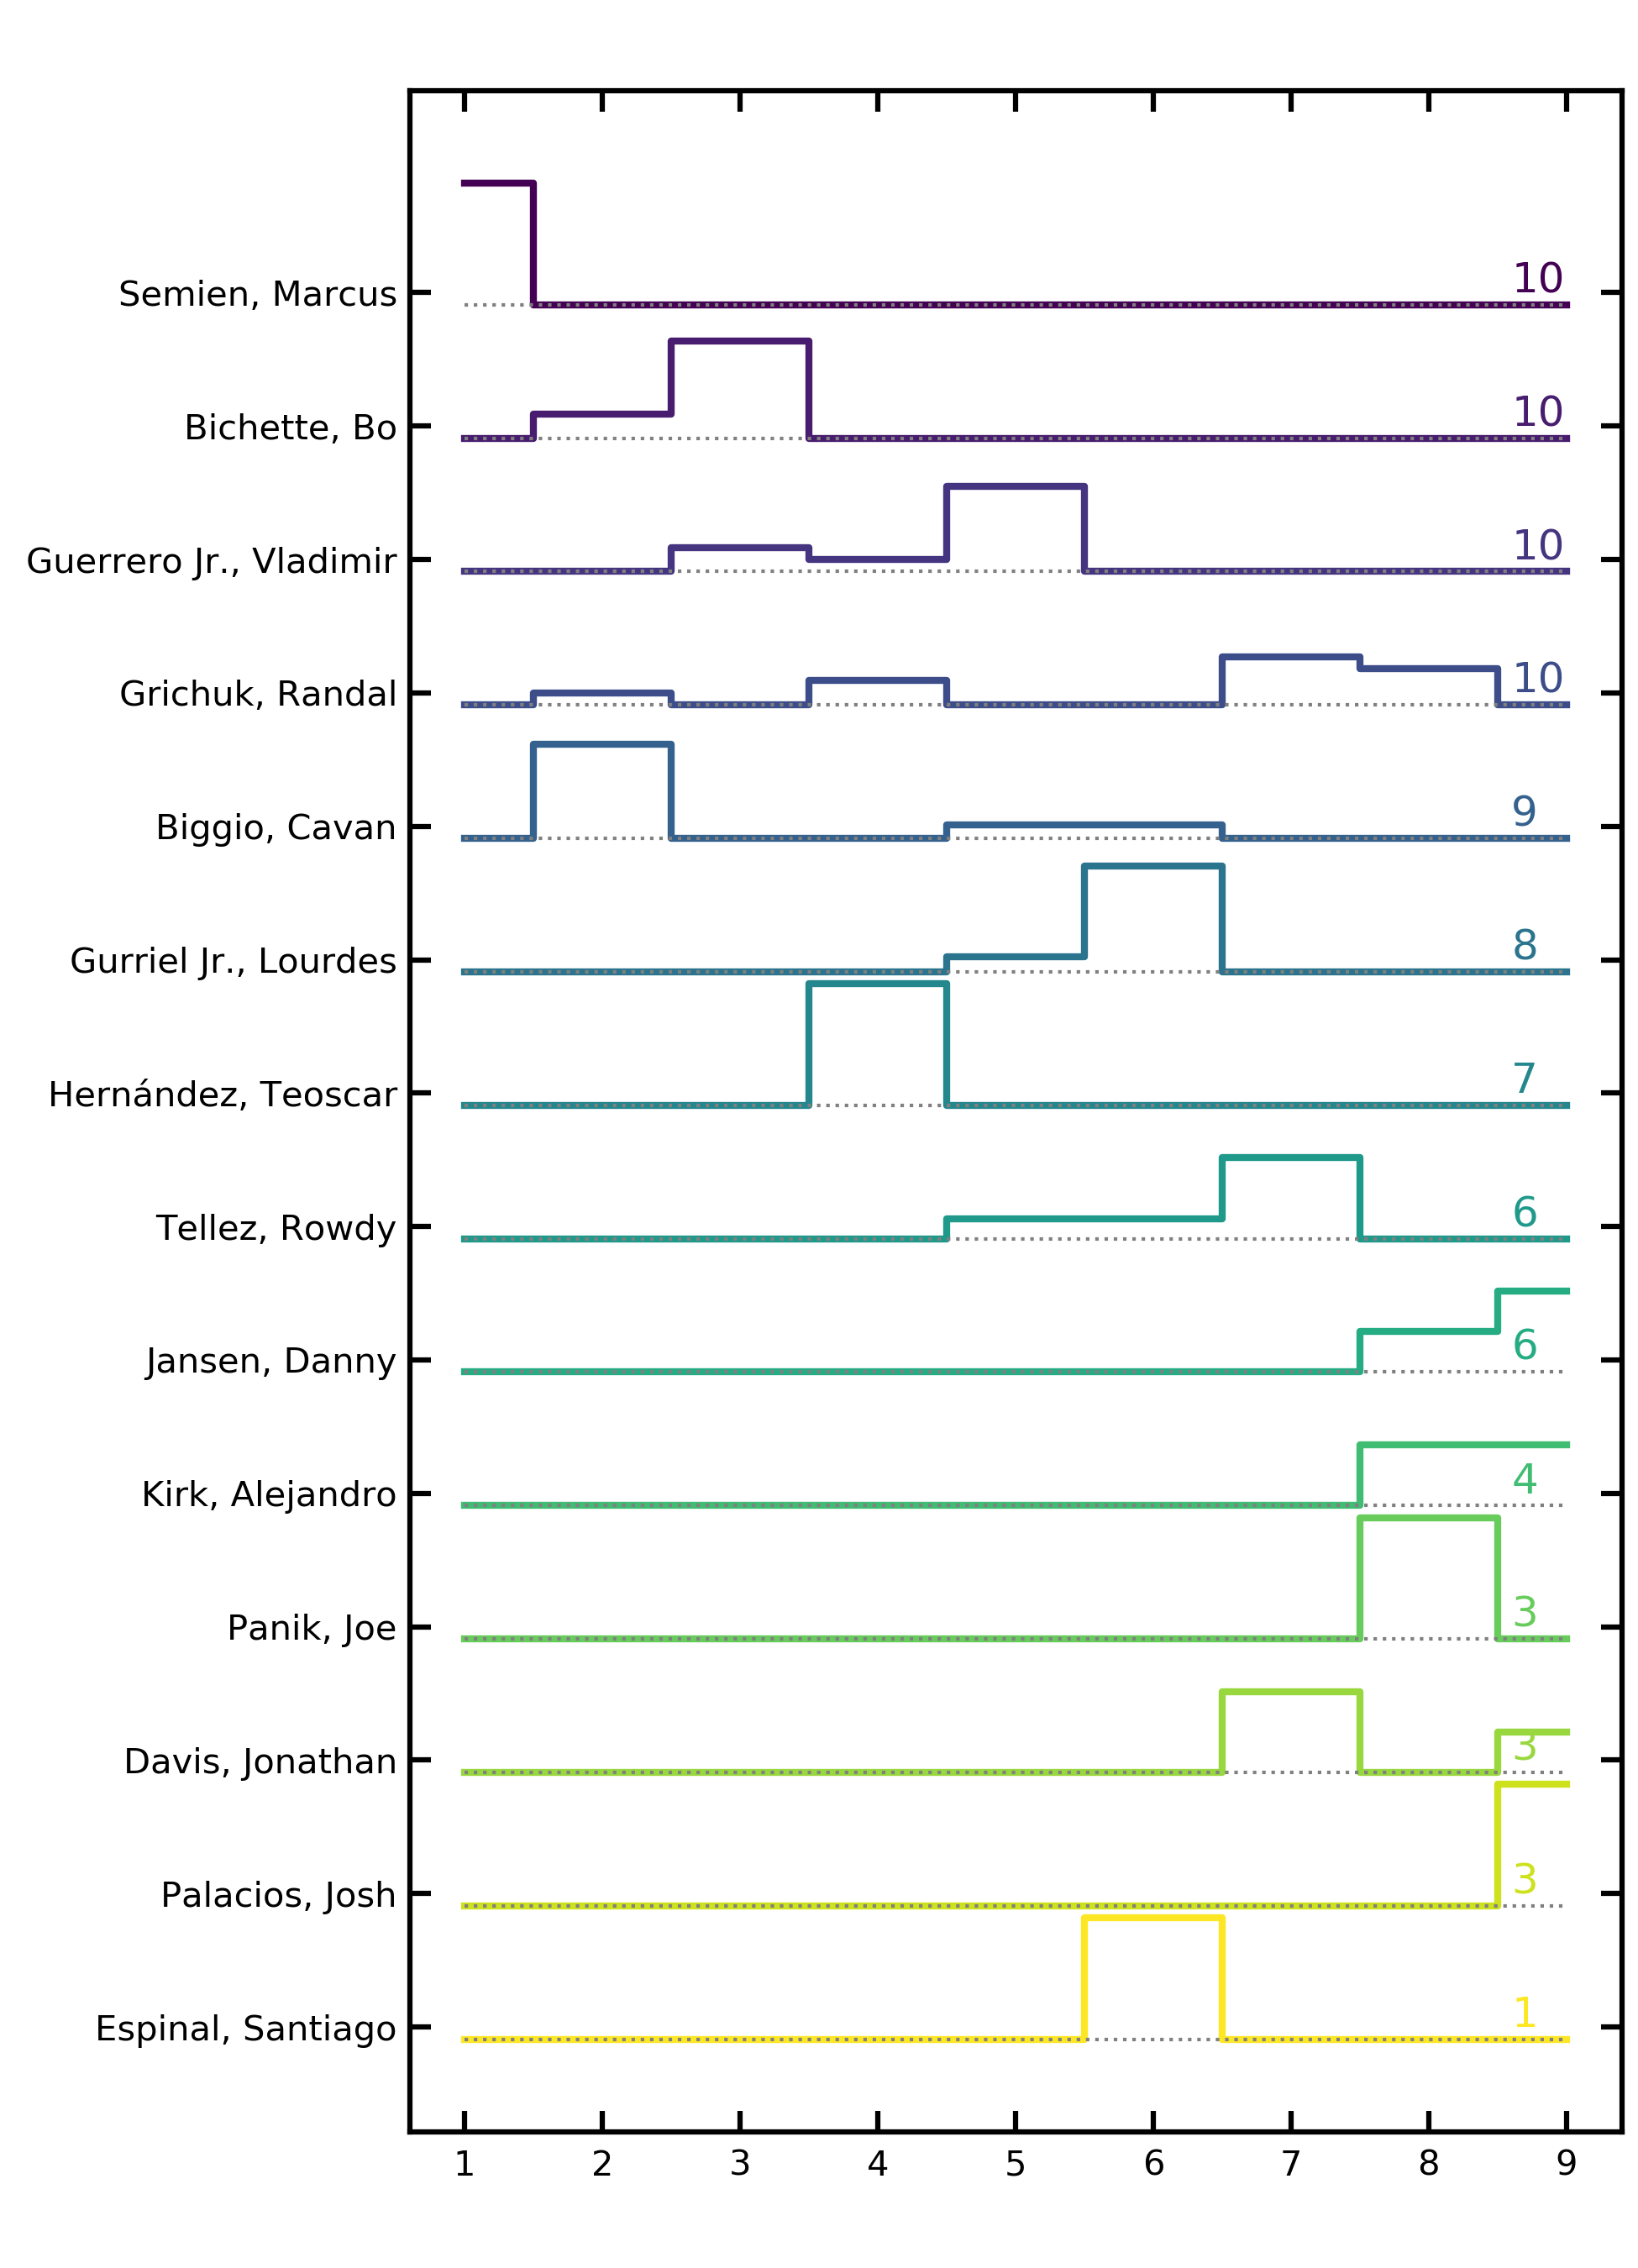 Semien, Marcus 10
Bichette, Bo 10
Guerrero Jr., Vladimir 10
Grichuk, Randal 10
Biggio, Cavan 9
Gurriel Jr., Lourdes 8
Hernández, Teoscar 7
Tellez, Rowdy 6
Jansen, Danny 6
Kirk, Alejandro 4
Panik, Joe 3
Davis, Jonathan 3
Palacios, Josh 3
Espinal, Santiago 1
1 2 3 4 5 6 7 8 9